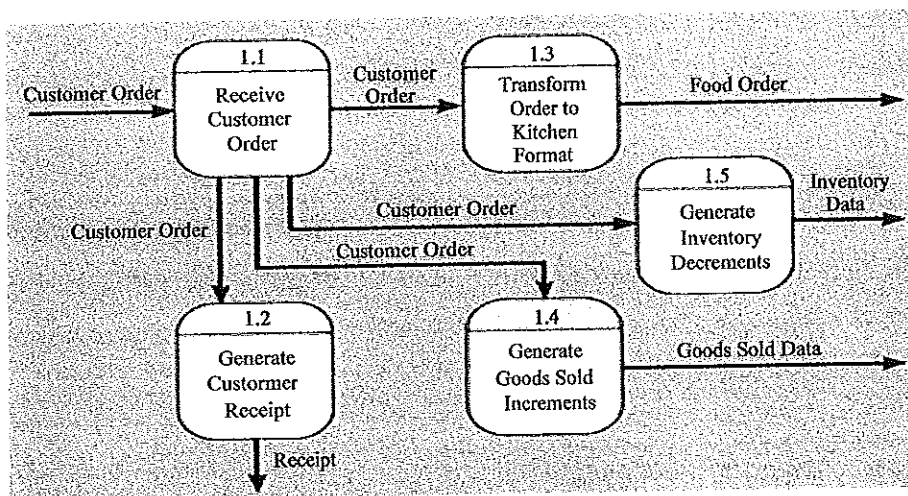 1.1
Receive
Customer
Order
Customer Order
Customer
Order
1.3
Transform
Order to
Kitchen
Format
Food Order
1.5
Generate
Inventory
Decrements
Inventory
Data
Customer Order
Customer Order
Customer Order
1.2
Generate
Custormer
Receipt
1.4
Generate
Goods Sold
Increments
Goods Sold Data
Receipt